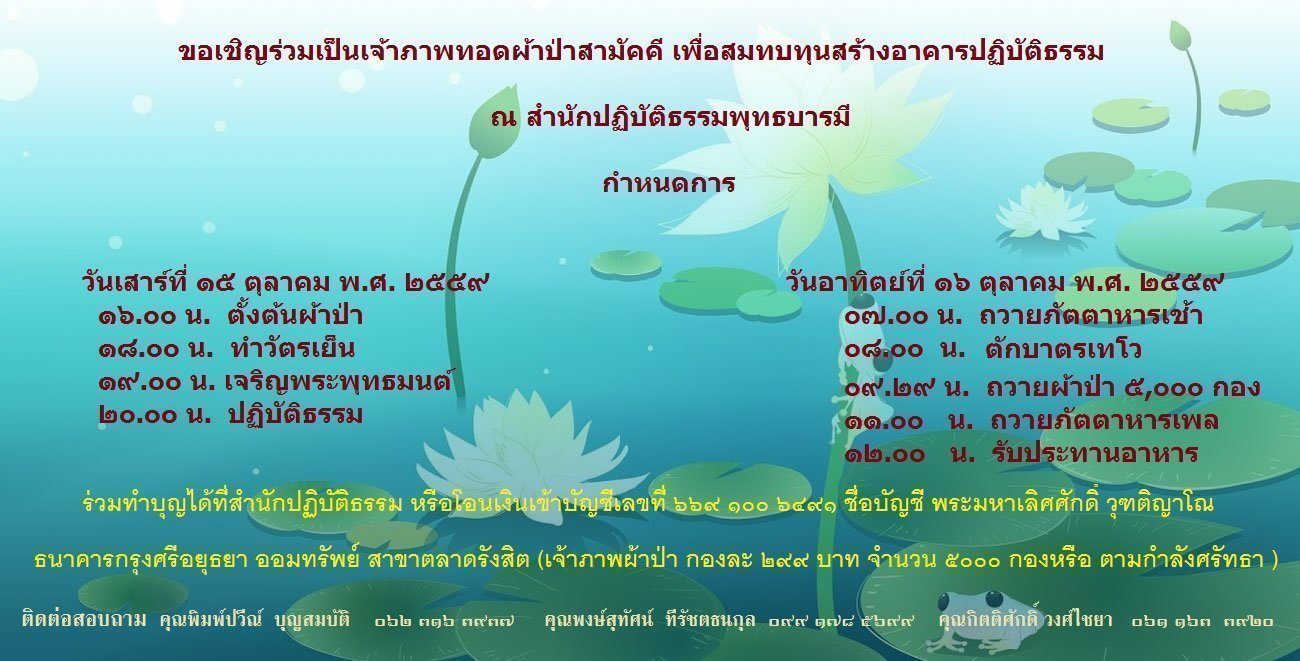 ขอเชิญร่วมเป็นเจ้าภาพทอดผ้าป่าสามัคคี เพื่อสมทบทุนสร้างอาคารปฏิบัติธรรม
ณ สำนักปฏิบัติธรรมพุทธบารมี
กำหนดการ
วันเสาร์ที่ ๑๕ ตุลาคม พ.ศ. ๒๕๕๙
๑๖.๐๐ น. ตั้งต้นผ้าป่า
๑๘.๐๐ น. ทำวัตรเย็น
๑๙.๐๐ น. เจริญพระพุทธมนต์
๒๐.๐๐ น. ปฏิบัติธรรม
วันอาทิตย์ที่ ๑๖ ตุลาคม พ.ศ. ๒๕๕๙
๐๗.๐๐ น. ถวายภัตตาหารเช้า
๐๘.๐๐ น. ตักบาตรเทโว
๐๙.๒๙ น. ถวายผ้าป่า ๕,๐๐๐ กอง
๑๑.๐๐ น. ถวายภัตตาหารเพล
๑๒.๐๐ น. รับประทานอาหาร
ร่วมทำบุญได้ที่สำนักปฏิบัติธรรม หรือโอนเงินเข้าบัญชีเลขที่ ๖๖๙ ๑๐๐ ๖๔๙๑ ชื่อบัญชี พระมหาเลิศศักดิ์ วุฑติญาโณ
ธนาคารกรุงศรีอยุธยา ออมทรัพย์ สาขาตลาดรังสิต (เจ้าภาพผ้าป่า กองละ ๒๙๙ บาท จำนวน ๕๐๐๐ กองหรือ ตามกำลังศรัทธา )
ติดต่อสอบถาม คุณพิมพ์ปวีณ์ บุญสมบัติ ๐๖๒ ๓๑๖ ๓๙๓๗ คุณพงษ์สุทัศน์ ทีรัชตธนกุล ๐๙๙ ๑๗๘ ๕๖๙๙ คุณกิตติศักดิ์ วงศ์ไชยา ๐๖๑ ๑๖๓ ๓๙๒๐